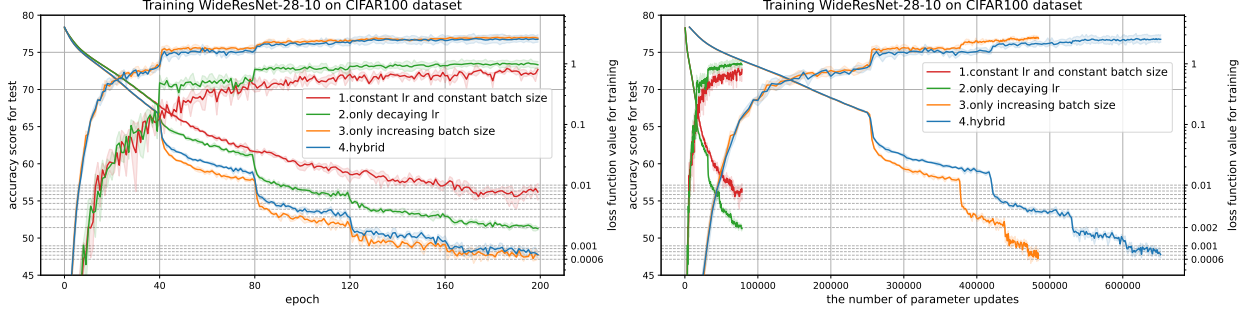 Training WideResNet-28-10 on CIFAR100 dataset
80
75
70
65
60
55
50
45
accuracy score for test
0
40
80
120
160
200
epoch
1
0.1
0.01
0.001
0.0006
loss function value for training
1.constant lr and constant batch size
2.only decaying lr
3.only increasing batch size
4.hybrid
Training WideResNet-28-10 on CIFAR100 dataset
80
75
70
65
60
55
50
45
accuracy score for test
0
100000
200000
300000
400000
500000
600000
the number of parameter updates
1
0.1
0.01
0.002
0.001
0.0006
loss function value for training
1.constant lr and constant batch size
2.only decaying lr
3.only increasing batch size
4.hybrid